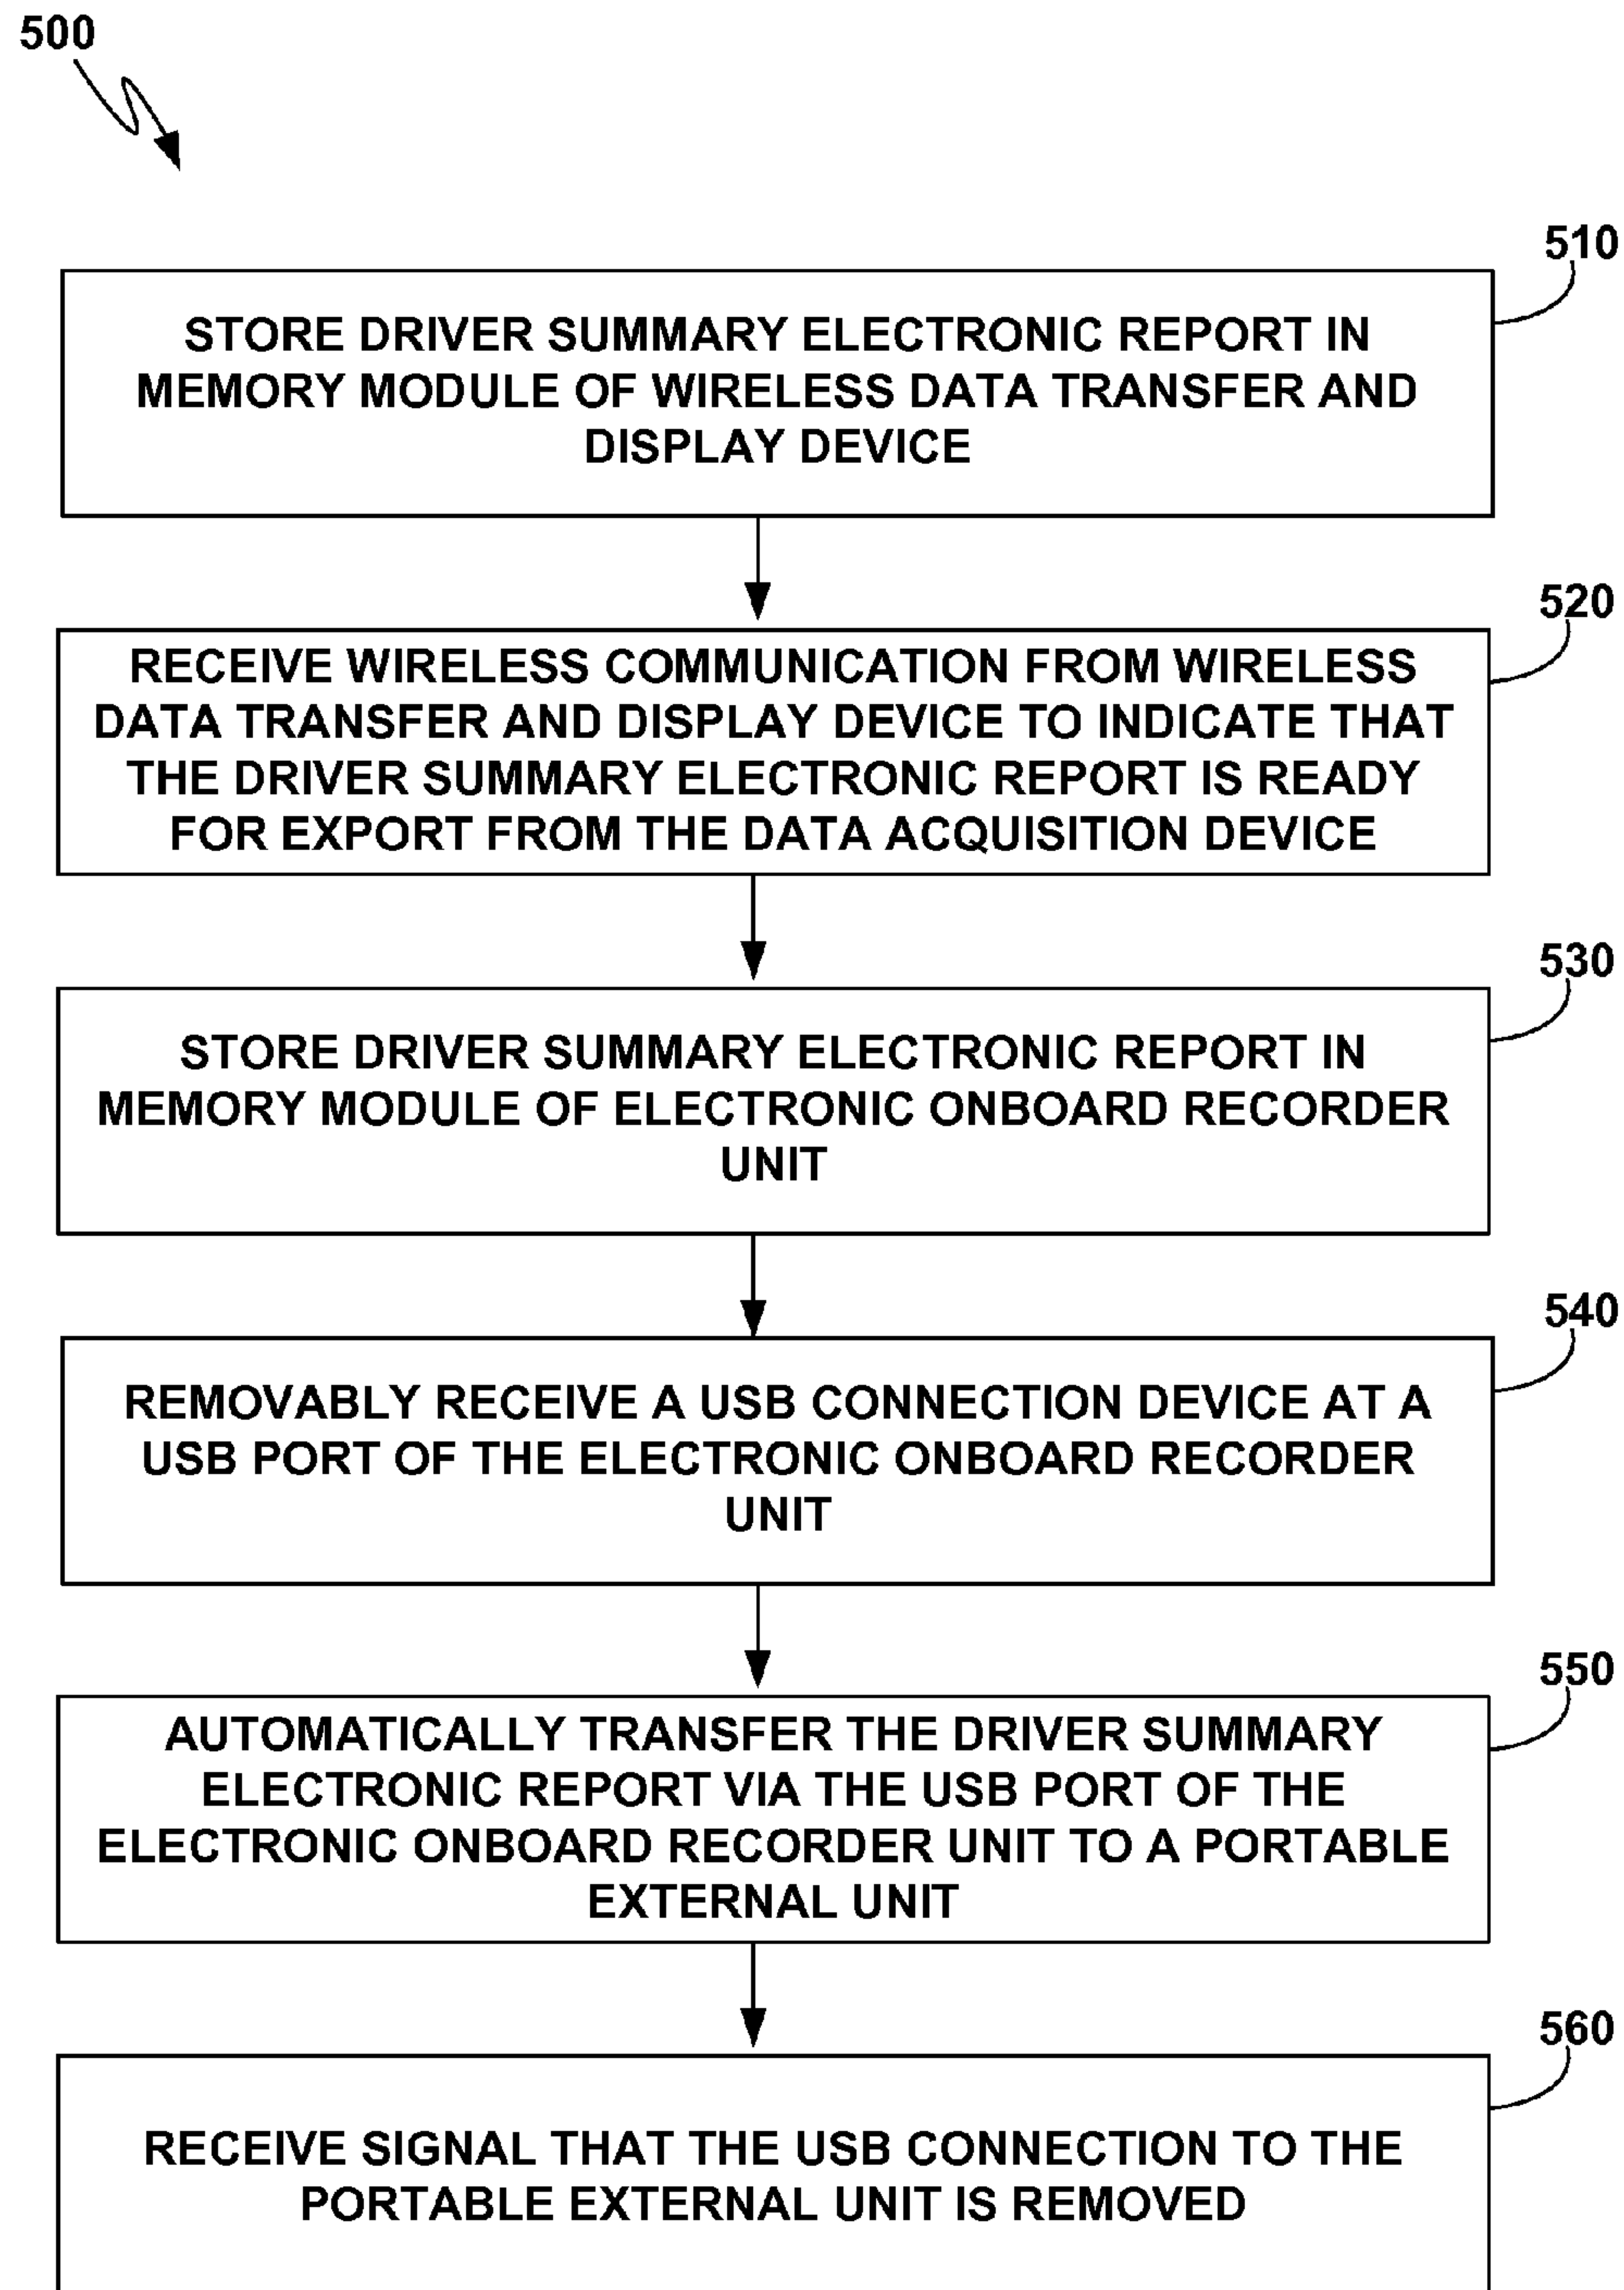 500
510
STORE DRIVER SUMMARY ELECTRONIC REPORT IN
MEMORY MODULE OF WIRELESS DATA TRANSFER AND
DISPLAY DEVICE
520
RECEIVE WIRELESS COMMUNICATION FROM WIRELESS
DATA TRANSFER AND DISPLAY DEVICE TO INDICATE THAT
THE DRIVER SUMMARY ELECTRONIC REPORT IS READY
FOR EXPORT FROM THE DATA ACQUISITION DEVICE
530
STORE DRIVER SUMMARY ELECTRONIC REPORT IN
MEMORY MODULE OF ELECTRONIC ONBOARD RECORDER
UNIT
540
REMOVABLY RECEIVE A USB CONNECTION DEVICE AT A
USB PORT OF THE ELECTRONIC ONBOARD RECORDER
UNIT
550
AUTOMATICALLY TRANSFER THE DRIVER SUMMARY
ELECTRONIC REPORT VIA THE USB PORT OF THE
ELECTRONIC ONBOARD RECORDER UNIT TO A PORTABLE
EXTERNAL UNIT
560
RECEIVE SIGNAL THAT THE USB CONNECTION TO THE
PORTABLE EXTERNAL UNIT IS REMOVED